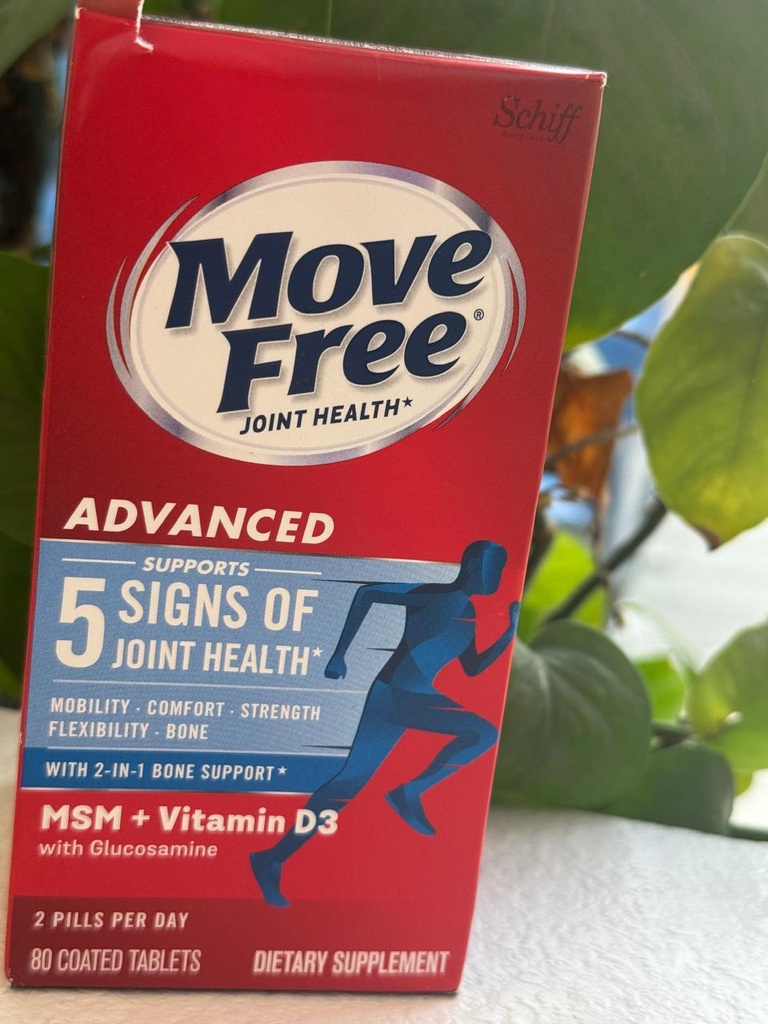 Schiff
Move
Free®
JOINT HEALTH*
ADVANCED
SUPPORTS
5 SIGNS OF
JOINT HEALTH*
MOBILITY · COMFORT · STRENGTH
FLEXIBILITY · BONE
WITH 2-IN-1 BONE SUPPORT*
MSM + Vitamin D3
with Glucosamine
2 PILLS PER DAY
80 COATED TABLETS DIETARY SUPPLEMENT